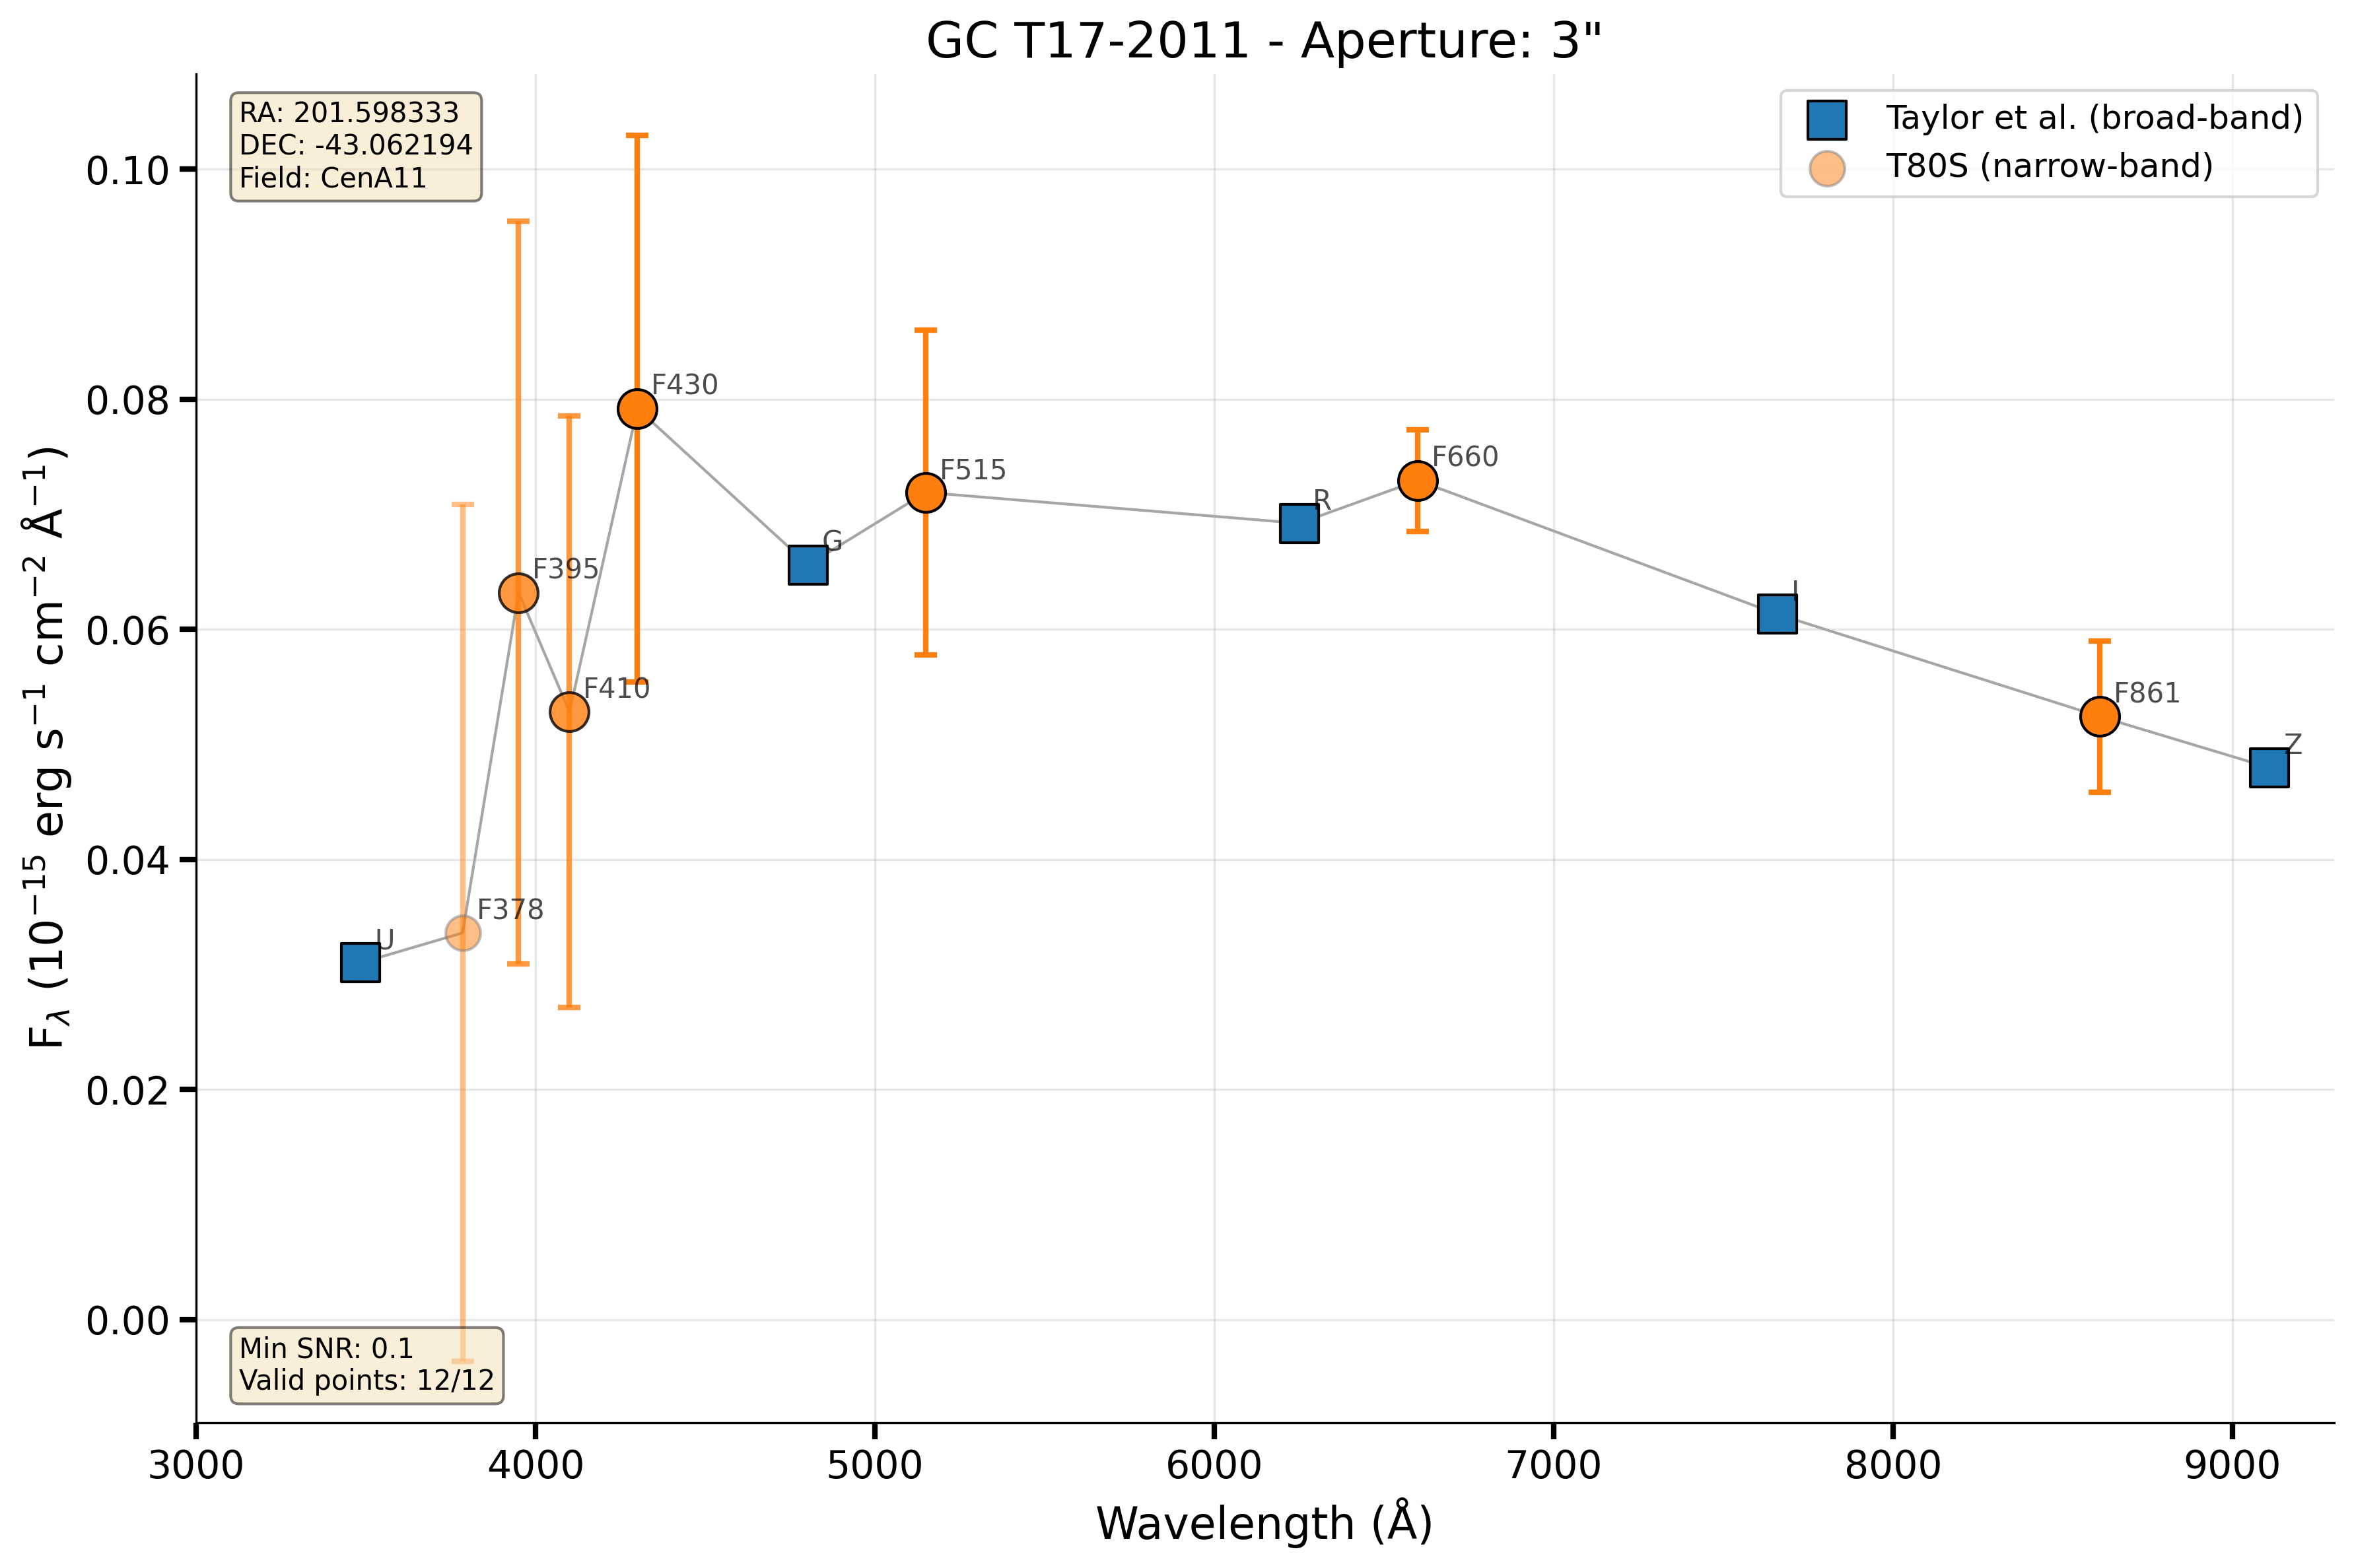 GC T17-2011 - Aperture: 3"
RA: 201.598333
DEC: -43.062194
Field: CenA11
Taylor et al. (broad-band)
T80S (narrow-band)
0.10
0.08
0.06
0.04
0.02
0.00
F_λ (10⁻¹⁵ erg s⁻¹ cm⁻² Å⁻¹)
U
F378
F395
F410
F430
G
F515
R
F660
I
F861
Z
Min SNR: 0.1
Valid points: 12/12
3000 4000 5000 6000 7000 8000 9000
Wavelength (Å)